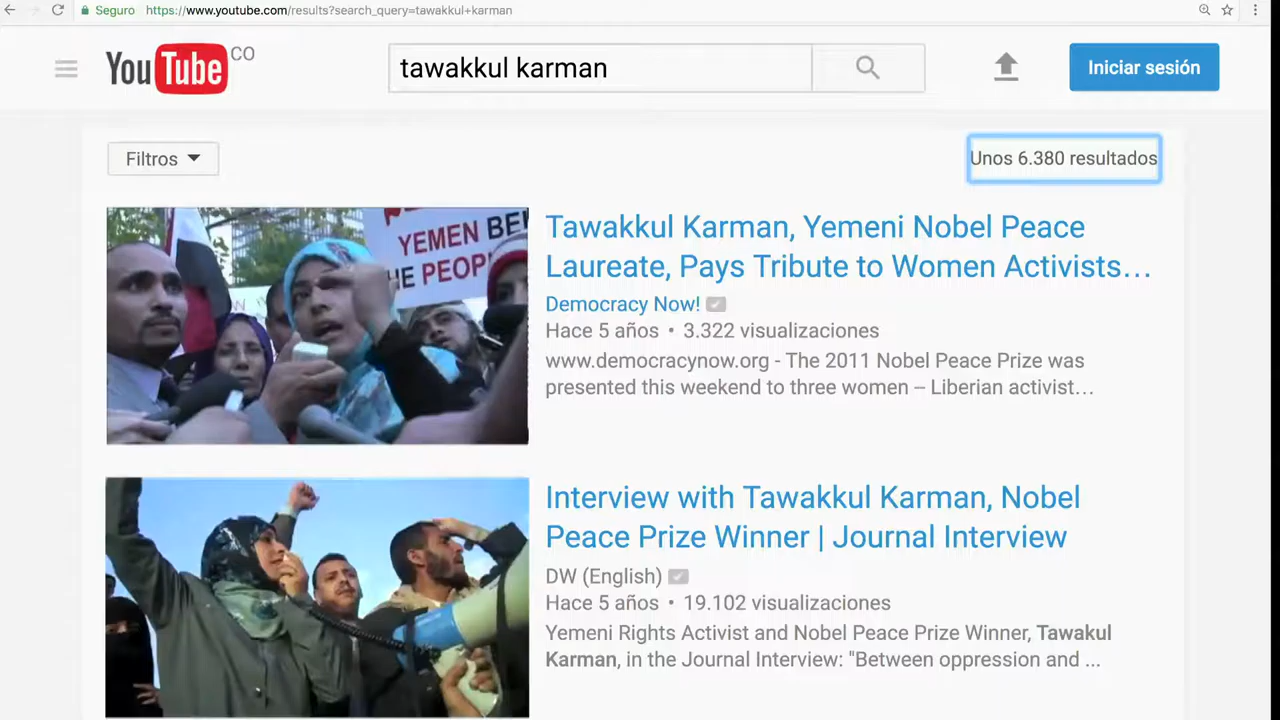 Seguro https://www.youtube.com/results?search_query=tawakkul+karman
YouTube CO
tawakkul karman
Iniciar sesión
Filtros
Unos 6.380 resultados
YEMEN BE
HE PEOP
Tawakkul Karman, Yemeni Nobel Peace
Laureate, Pays Tribute to Women Activists…
Democracy Now!
Hace 5 años • 3.322 visualizaciones
www.democracynow.org - The 2011 Nobel Peace Prize was
presented this weekend to three women -- Liberian activist…
Interview with Tawakkul Karman, Nobel
Peace Prize Winner | Journal Interview
DW (English)
Hace 5 años • 19.102 visualizaciones
Yemeni Rights Activist and Nobel Peace Prize Winner, Tawakul
Karman, in the Journal Interview: "Between oppression and ...